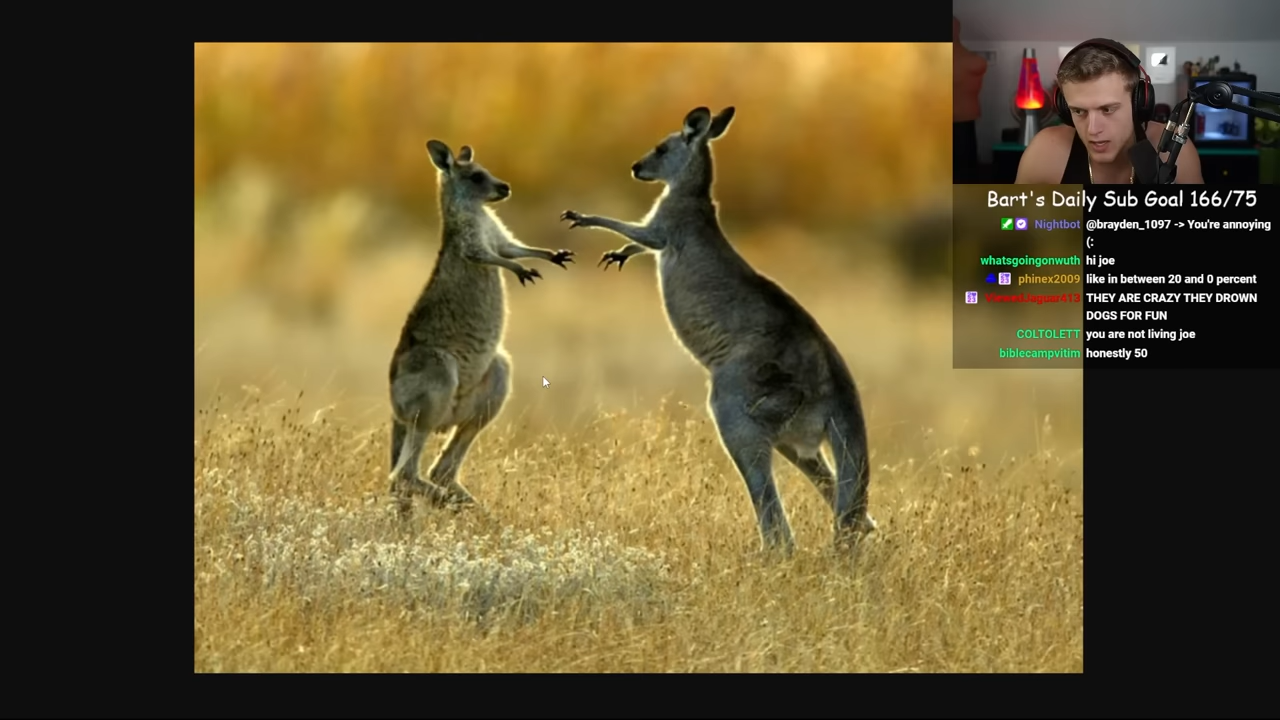 Bart's Daily Sub Goal 166/75
Nightbot @brayden_1097 -> You're annoying
(:
whatsgoingonwuth hi joe
phinex2009 like in between 20 and 0 percent
THEY ARE CRAZY THEY DROWN
DOGS FOR FUN
COLTOLETT you are not living joe
biblecampvitim honestly 50